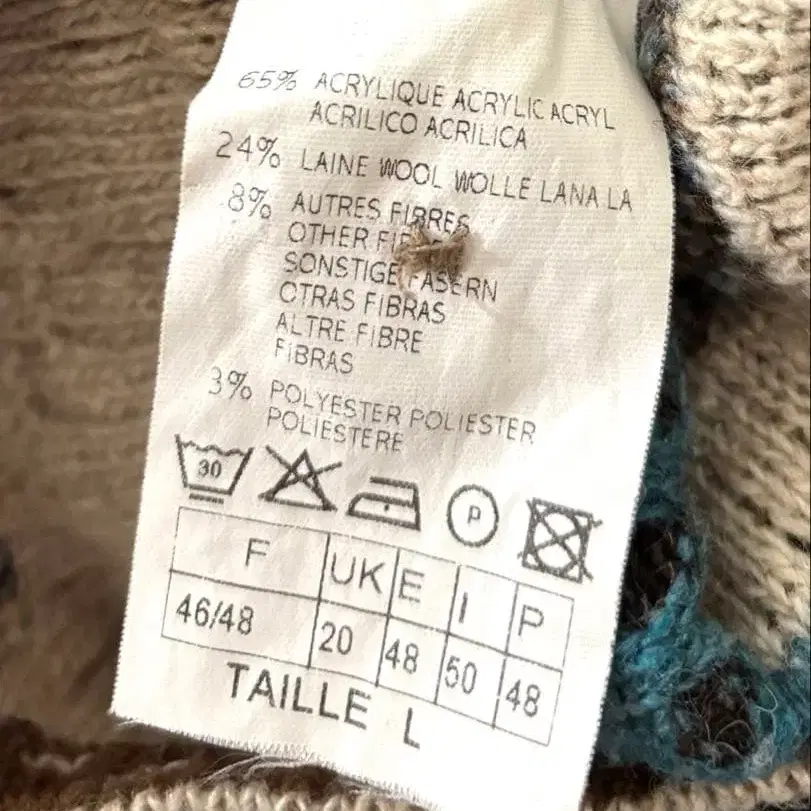 65% ACRYLIQUE ACRYLIC ACRYL
ACRILICO ACRILICA
24% LAINE WOOL WOLLE LANA LA
8% AUTRES FIBRES
OTHER
SONSTIGE FASERN
OTRAS FIBRAS
ALTRE FIBRE
FIBRAS
3% POLYESTER POLIESTER
POLIESTERE
30 P
F UK E I P
46/48 20 48 50 48
TAILLE L